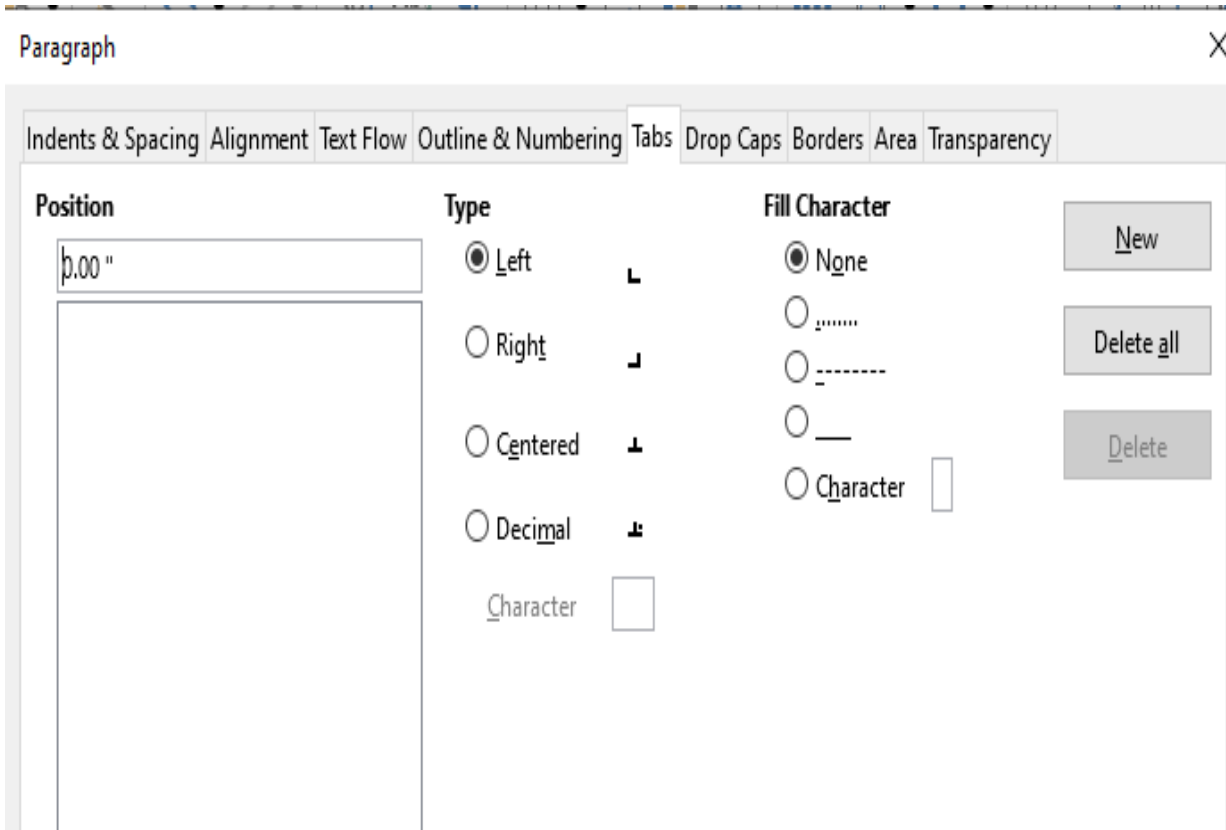 Paragraph
Indents & Spacing Alignment Text Flow Outline & Numbering Tabs Drop Caps Borders Area Transparency
Position Type Fill Character
0.00 " Left None New
........
Right Delete all
--------
Centered ___ Delete
Character
Decimal
Character